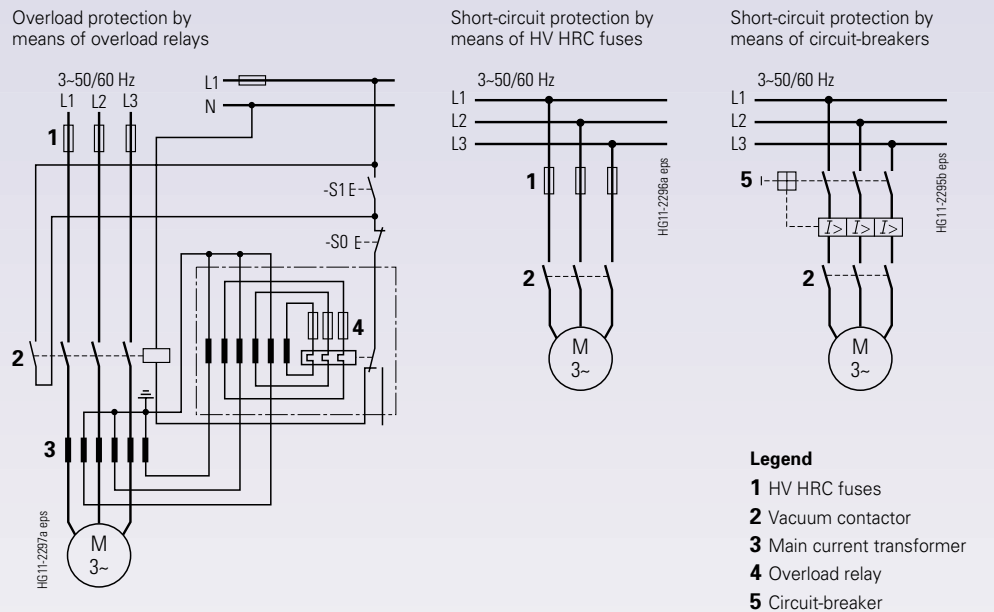 Overload protection by
means of overload relays
3~50/60 Hz
L1 L2 L3
L1
N
1
-S1 E
-S0 E
4
2
3
M
3~
HG11-2297a eps
Short-circuit protection by
means of HV HRC fuses
3~50/60 Hz
L1
L2
L3
1
2
M
3~
HG11-2296a eps
Short-circuit protection by
means of circuit-breakers
3~50/60 Hz
L1
L2
L3
5
I> I> I>
2
M
3~
HG11-2295b eps
Legend
1 HV HRC fuses
2 Vacuum contactor
3 Main current transformer
4 Overload relay
5 Circuit-breaker